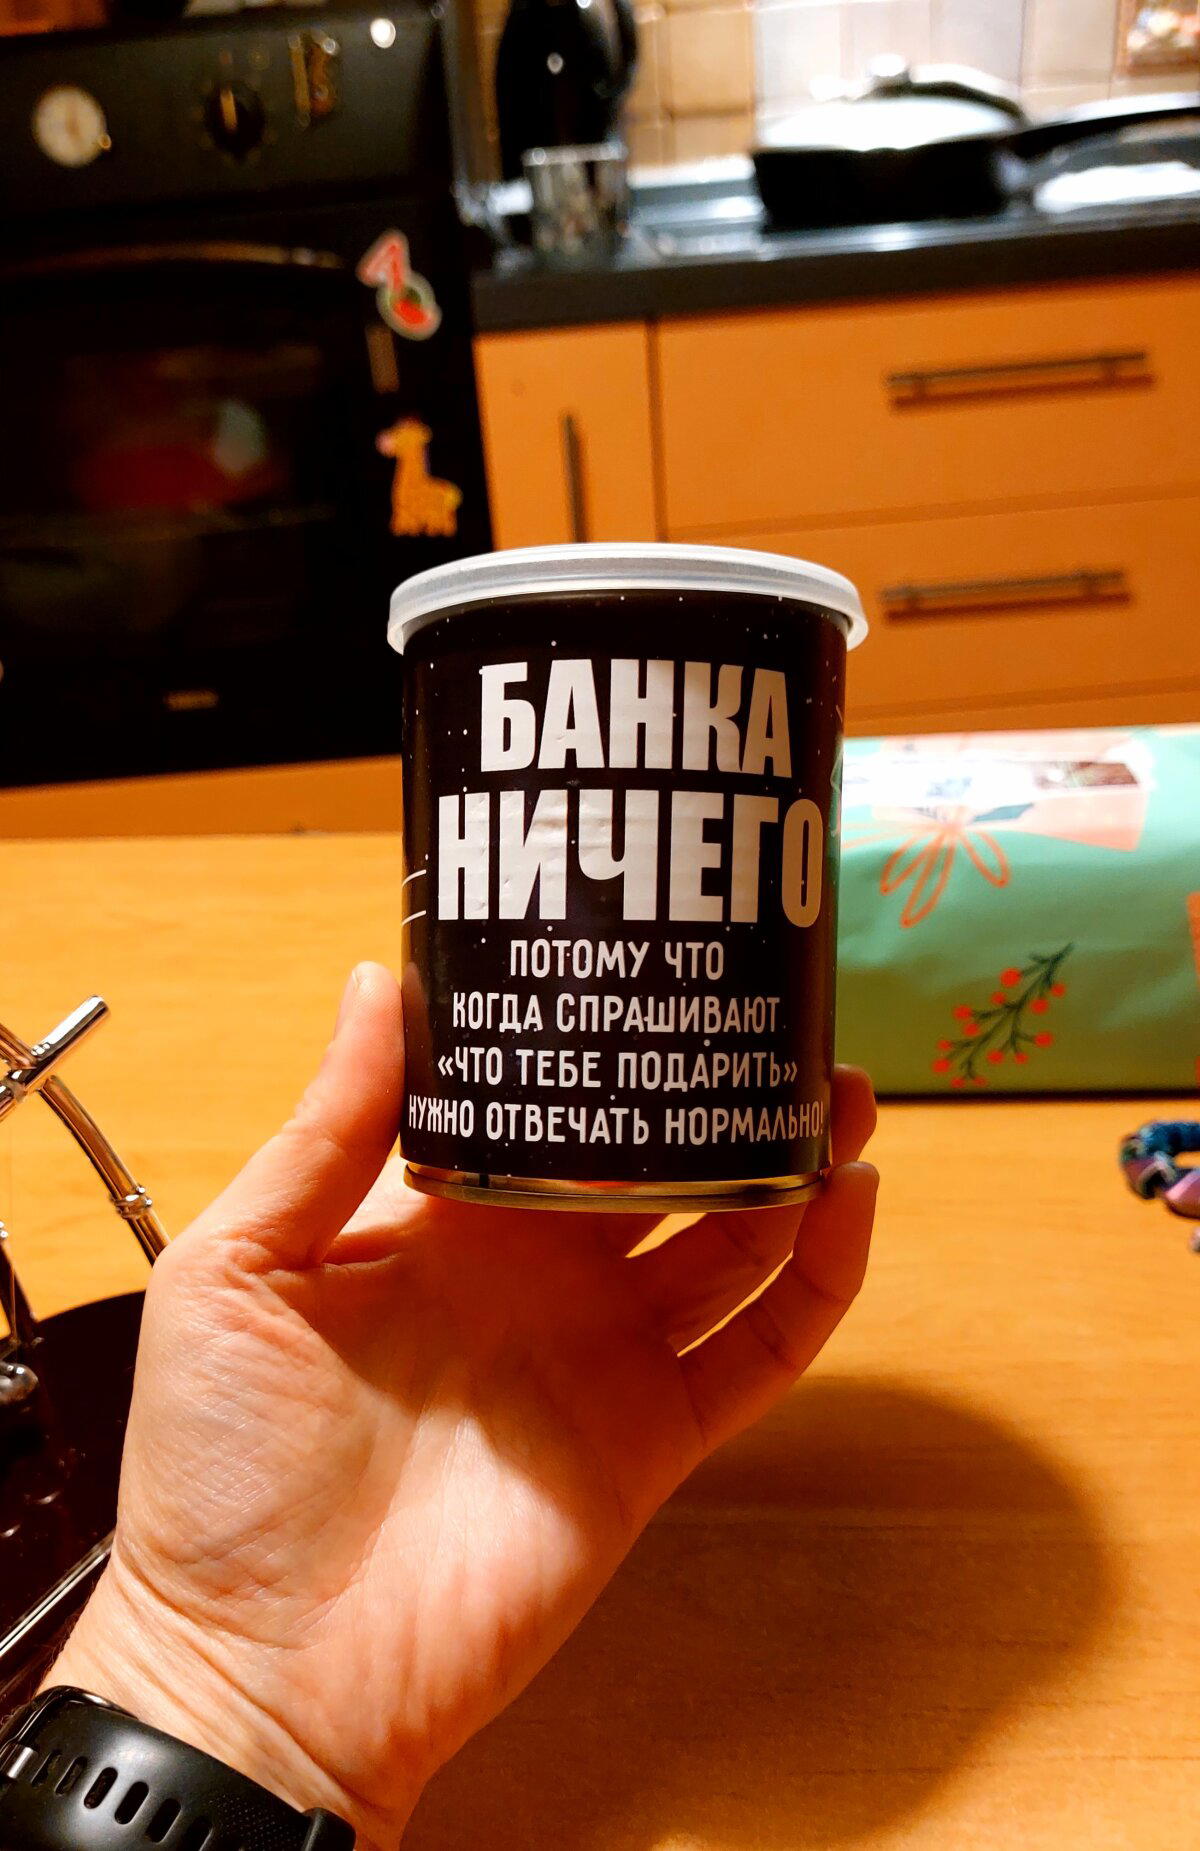 БАНКА
НИЧЕГО
ПОТОМУ ЧТО
КОГДА СПРАШИВАЮТ
«ЧТО ТЕБЕ ПОДАРИТЬ»
НУЖНО ОТВЕЧАТЬ НОРМАЛЬНО!